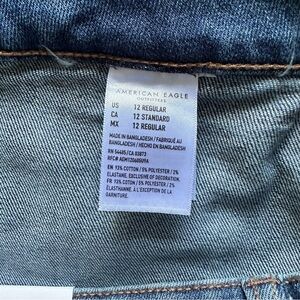 AMERICAN EAGLE
OUTFITTERS
US 12 REGULAR
CA 12 STANDARD
MX 12 REGULAR
MADE IN BANGLADESH / FABRIQUÉ AU
BANGLADESH / HECHO EN BANGLADESH
RN 54485/CA 03873
EN: 93% COTTON / 5% POLYESTER / 2%
ELASTANE. EXCLUSIVE OF DECORATION.
FR: 93% COTON / 5% POLYESTER / 2%
ÉLASTHANNE. À L'EXCEPTION DE LA
GARNITURE.